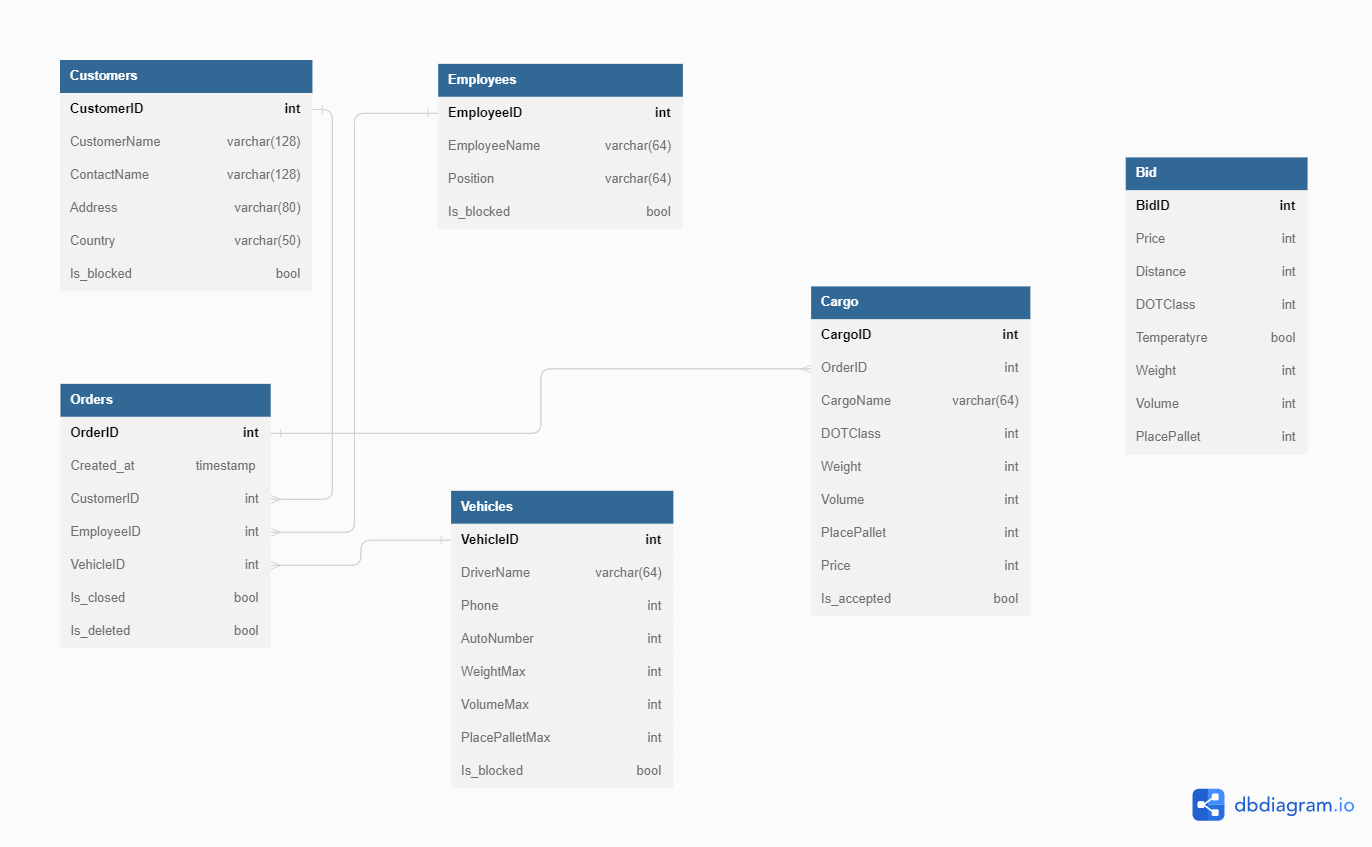 Customers
CustomerID int
CustomerName varchar(128)
ContactName varchar(128)
Address varchar(80)
Country varchar(50)
Is_blocked bool
Employees
EmployeeID int
EmployeeName varchar(64)
Position varchar(64)
Is_blocked bool
Bid
BidID int
Price int
Distance int
DOTClass int
Temperatyre bool
Weight int
Volume int
PlacePallet int
Cargo
CargoID int
OrderID int
CargoName varchar(64)
DOTClass int
Weight int
Volume int
PlacePallet int
Price int
Is_accepted bool
Orders
OrderID int
Created_at timestamp
CustomerID int
EmployeeID int
VehicleID int
Is_closed bool
Is_deleted bool
Vehicles
VehicleID int
DriverName varchar(64)
Phone int
AutoNumber int
WeightMax int
VolumeMax int
PlacePalletMax int
Is_blocked bool
dbdiagram.io